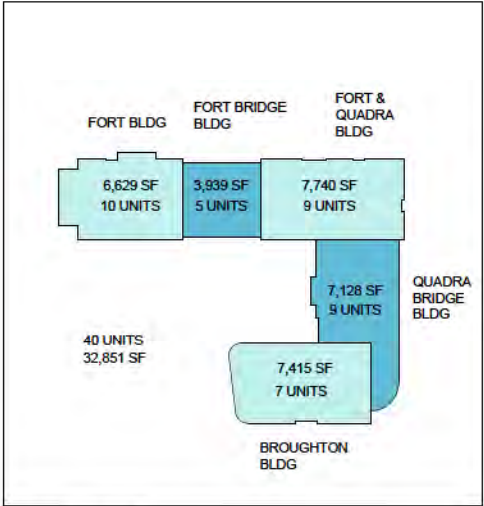 FORT BLDG
FORT BRIDGE
BLDG
FORT &
QUADRA
BLDG
6,629 SF
10 UNITS
3,939 SF
5 UNITS
7,740 SF
9 UNITS
7,128 SF
9 UNITS
QUADRA
BRIDGE
BLDG
40 UNITS
32,851 SF
7,415 SF
7 UNITS
BROUGHTON
BLDG